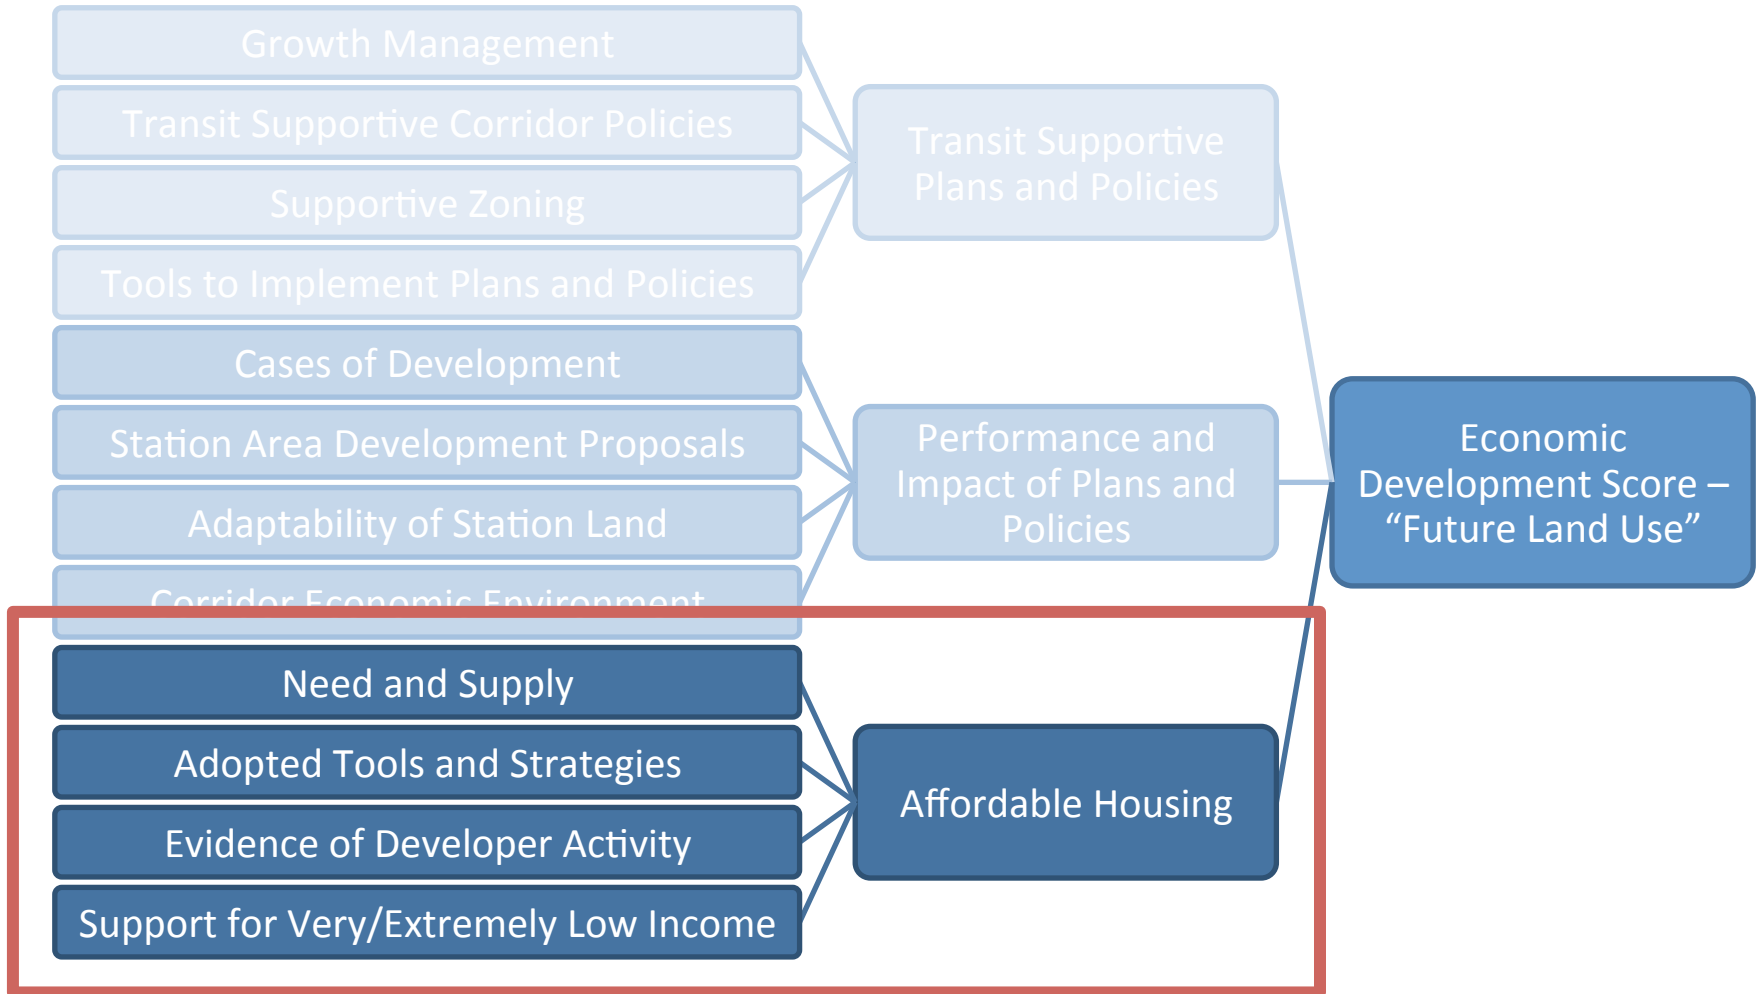 Growth Management
Transit Supportive Corridor Policies
Supportive Zoning
Tools to Implement Plans and Policies
Cases of Development
Station Area Development Proposals
Adaptability of Station Land
Corridor Economic Environment
Need and Supply
Adopted Tools and Strategies
Evidence of Developer Activity
Support for Very/Extremely Low Income
Transit Supportive
Plans and Policies
Performance and
Impact of Plans and
Policies
Affordable Housing
Economic
Development Score –
“Future Land Use”